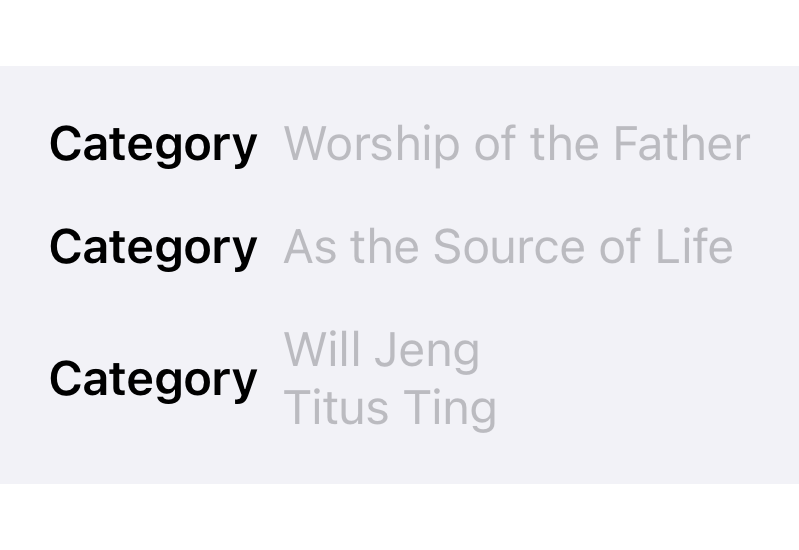 Category Worship of the Father
Category As the Source of Life
Category Will Jeng
Titus Ting